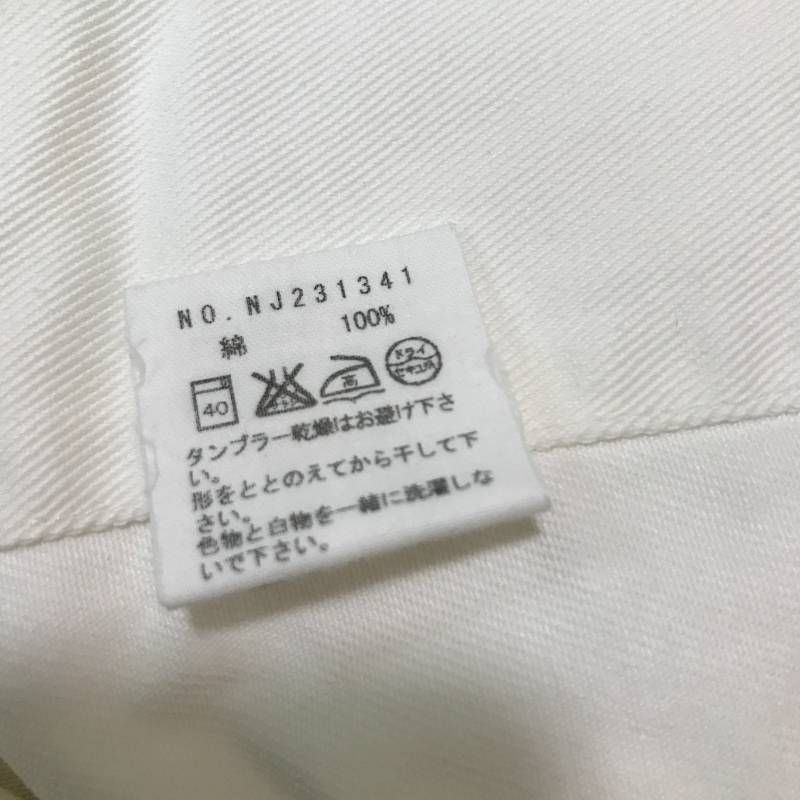 NO.NJ231341
綿 100%
40 高 ドライ
セキユ系
タンブラー乾燥はお避け下さ
い。
形をととのえてから干して下
さい。
色物と白物を一緒に洗濯しな
いで下さい。